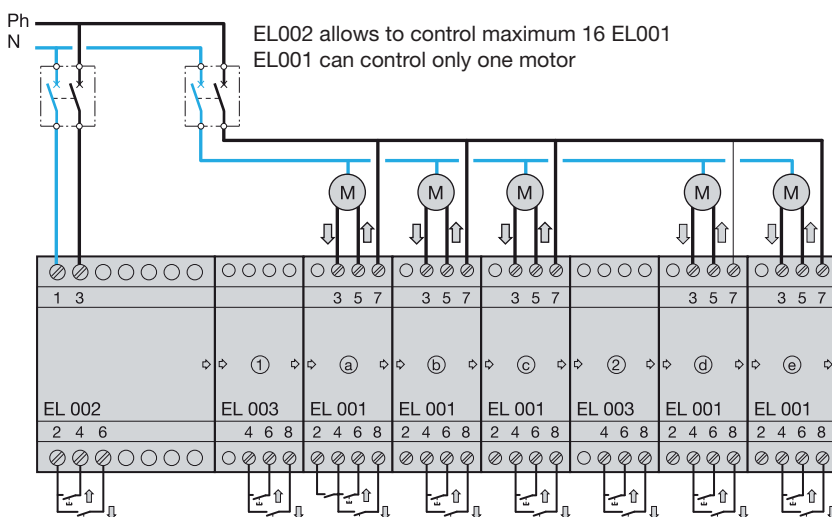 Ph
N
EL002 allows to control maximum 16 EL001
EL001 can control only one motor
M M M M M
1 3 3 5 7 3 5 7 3 5 7 3 5 7 3 5 7
1 a b c 2 d e
EL 002 EL 003 EL 001 EL 001 EL 001 EL 003 EL 001 EL 001
2 4 6 4 6 8 2 4 6 8 2 4 6 8 2 4 6 8 4 6 8 2 4 6 8 2 4 6 8